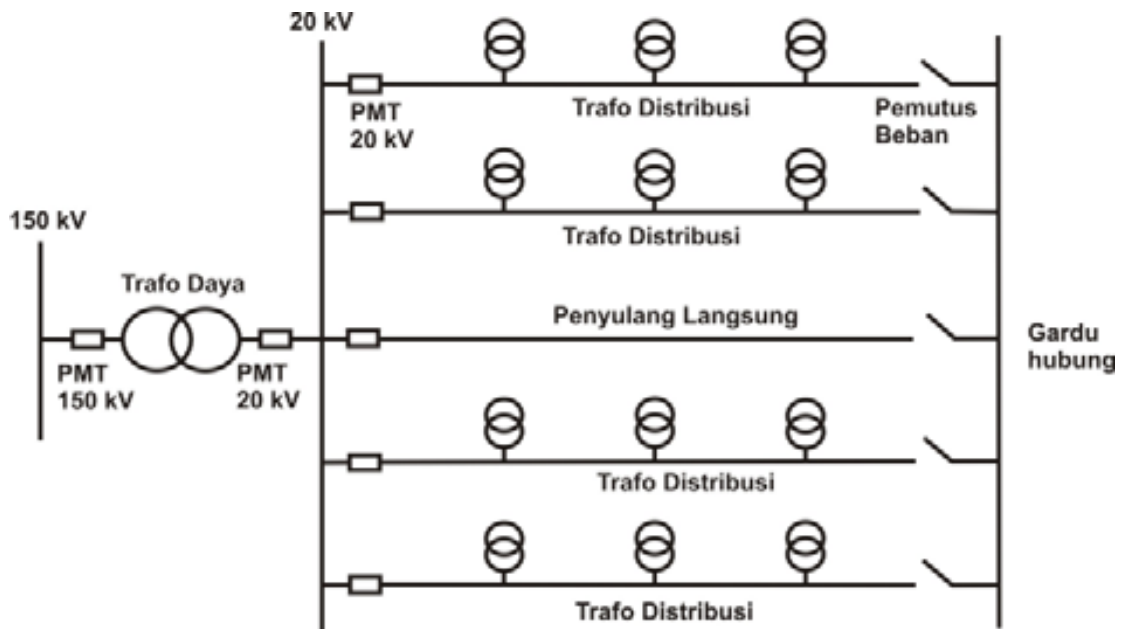 20 kV
PMT
20 kV
Trafo Distribusi
Pemutus
Beban
Trafo Distribusi
150 kV
Trafo Daya
PMT
150 kV
PMT
20 kV
Penyulang Langsung
Gardu
hubung
Trafo Distribusi
Trafo Distribusi